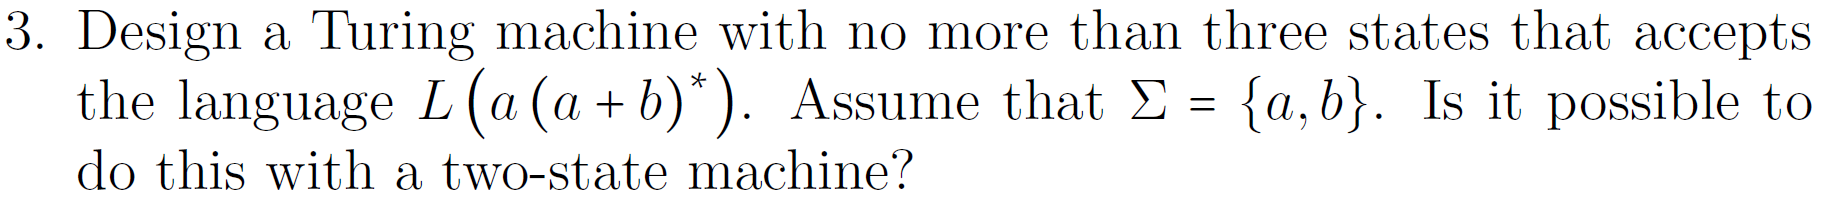 3. Design a Turing machine with no more than three states that accepts
the language L(a(a + b)*). Assume that Σ = {a, b}. Is it possible to
do this with a two-state machine?